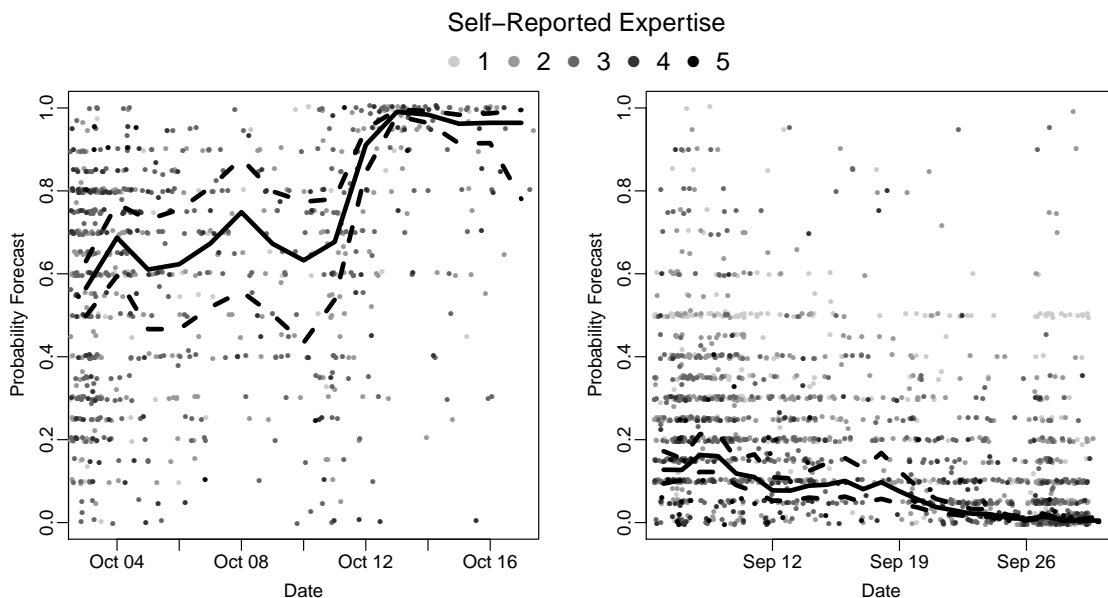 Self−Reported Expertise
1 2 3 4 5
Probability Forecast
1.0
0.8
0.6
0.4
0.2
0.0
Oct 04 Oct 08 Oct 12 Oct 16
Date
Probability Forecast
1.0
0.8
0.6
0.4
0.2
0.0
Sep 12 Sep 19 Sep 26
Date